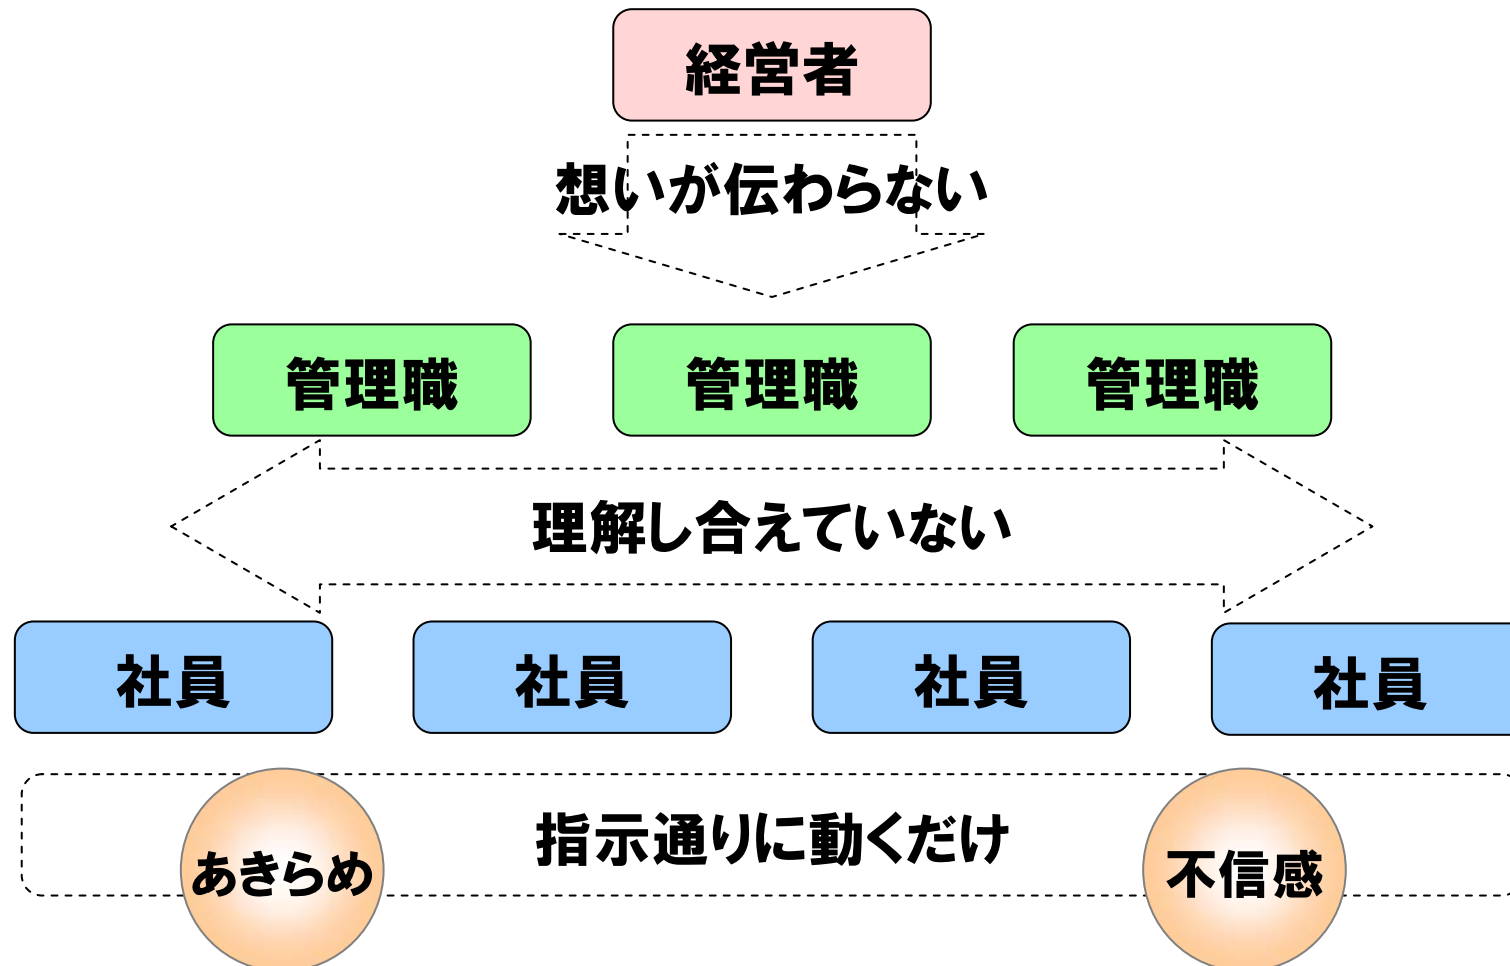 経営者
想いが伝わらない
管理職
管理職
管理職
理解し合えていない
社員
社員
社員
社員
指示通りに動くだけ
あきらめ
不信感